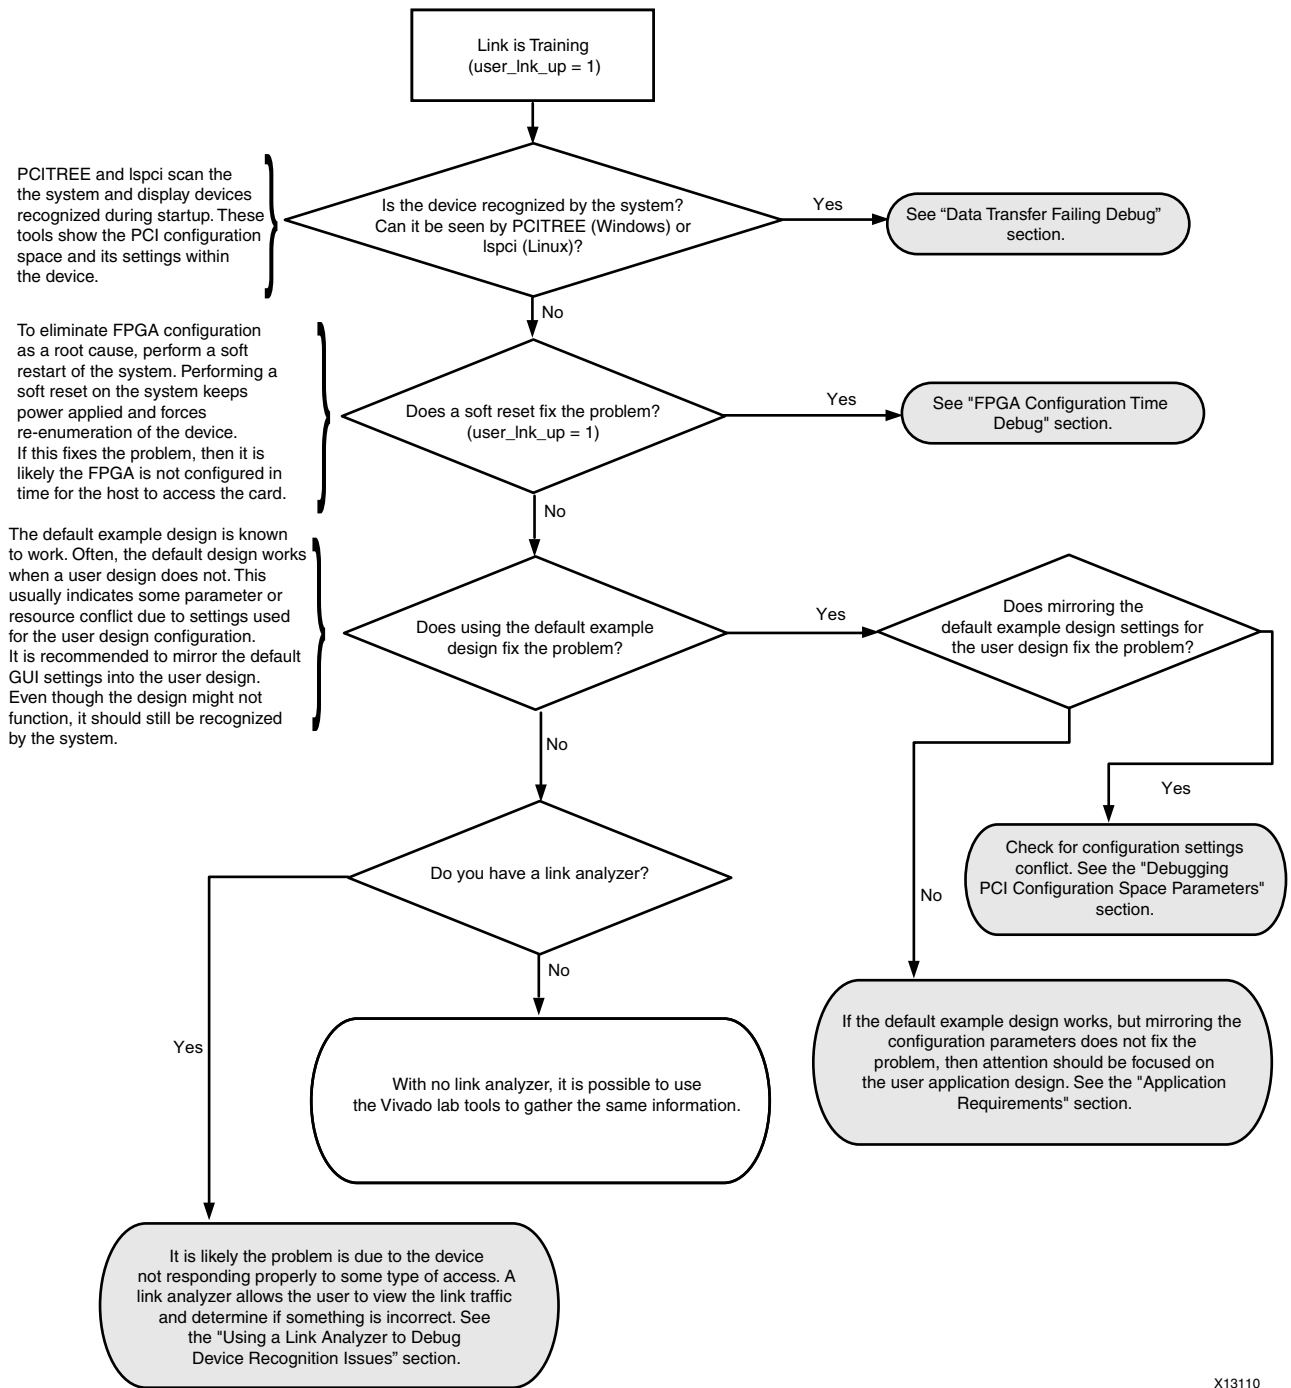 Link is Training
(user_lnk_up = 1)
PCITREE and lspci scan the
the system and display devices
recognized during startup. These
tools show the PCI configuration
space and its settings within
the device.
Is the device recognized by the system?
Can it be seen by PCITREE (Windows) or
lspci (Linux)?
Yes
See “Data Transfer Failing Debug”
section.
No
To eliminate FPGA configuration
as a root cause, perform a soft
restart of the system. Performing a
soft reset on the system keeps
power applied and forces
re-enumeration of the device.
If this fixes the problem, then it is
likely the FPGA is not configured in
time for the host to access the card.
Does a soft reset fix the problem?
(user_lnk_up = 1)
Yes
See "FPGA Configuration Time
Debug" section.
No
The default example design is known
to work. Often, the default design works
when a user design does not. This
usually indicates some parameter or
resource conflict due to settings used
for the user design configuration.
It is recommended to mirror the default
GUI settings into the user design.
Even though the design might not
function, it should still be recognized
by the system.
Does using the default example
design fix the problem?
Yes
Does mirroring the
default example design settings for
the user design fix the problem?
No
Yes
Check for configuration settings
conflict. See the "Debugging
PCI Configuration Space Parameters"
section.
Do you have a link analyzer?
No
No
If the default example design works, but mirroring the
configuration parameters does not fix the
problem, then attention should be focused on
the user application design. See the "Application
Requirements" section.
Yes
With no link analyzer, it is possible to use
the Vivado lab tools to gather the same information.
It is likely the problem is due to the device
not responding properly to some type of access. A
link analyzer allows the user to view the link traffic
and determine if something is incorrect. See
the "Using a Link Analyzer to Debug
Device Recognition Issues” section.
X13110